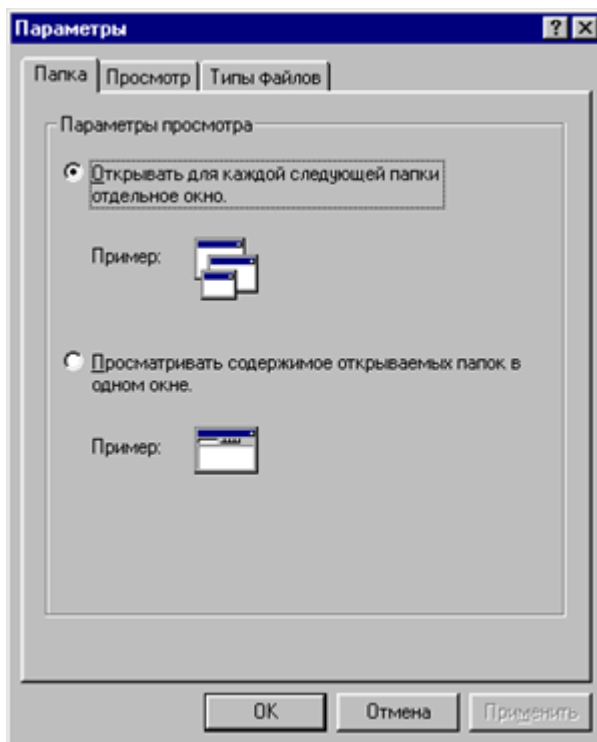 Параметры
Папка Просмотр Типы файлов
Параметры просмотра
Открывать для каждой следующей папки
отдельное окно.
Пример:
Просматривать содержимое открываемых папок в
одном окне.
Пример:
OK Отмена Применить